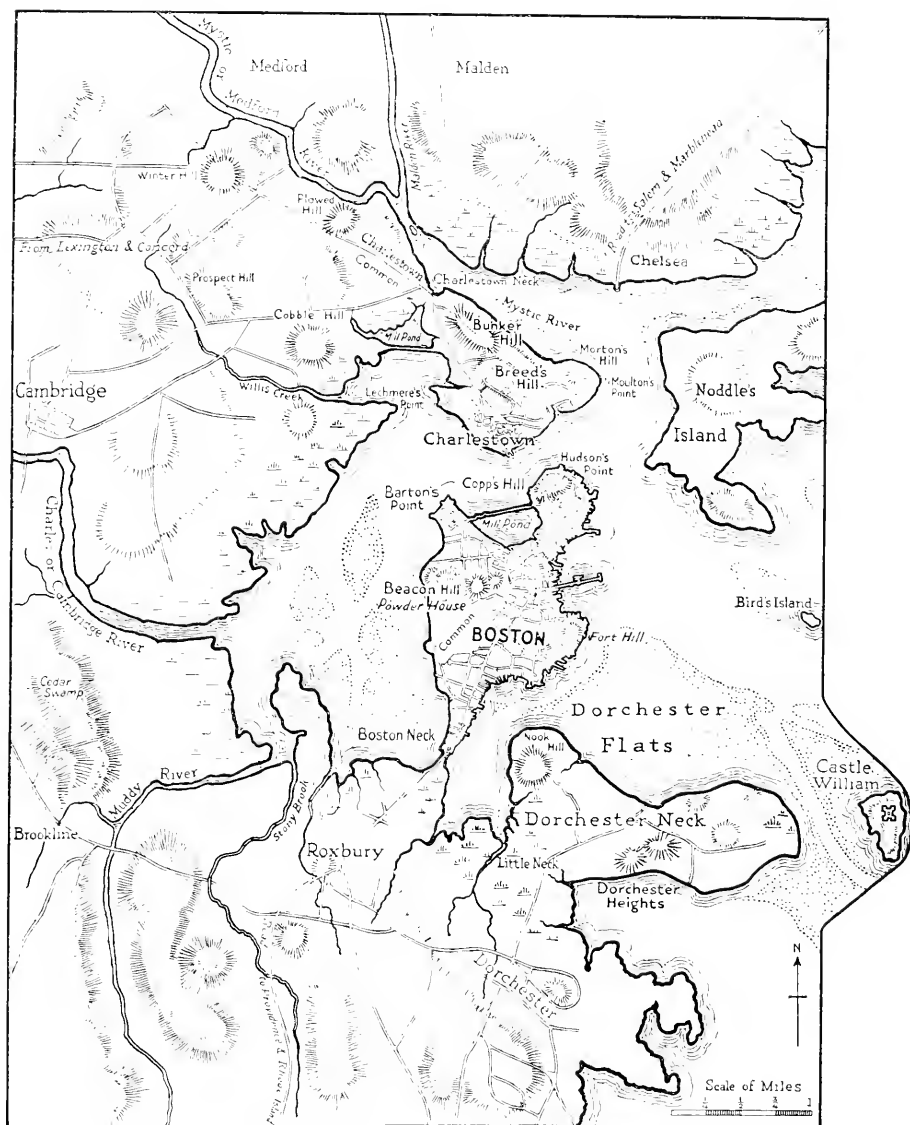 Mystic or
Medford
River
Medford
Malden
Malden River
Winter Hill
Plowed
Hill
Road to Salem & Marblehead
From Lexington & Concord
Charlestown
Common
Chelsea
Prospect Hill
Charlestown Neck
Mystic River
Cobble Hill
Mill Pond
Bunker
Hill
Morton's
Hill
Breed's
Hill
Moulton's
Point
Noddle's
Island
Cambridge
Willis Creek
Lechmere's
Point
Charlestown
Hudson's
Point
Copp's Hill
Barton's
Point
Mill Pond
Charles or Cambridge River
Beacon Hill
Powder House
Common
BOSTON
Fort Hill
Bird's Island
Cedar
Swamp
Dorchester
Flats
Boston Neck
Nook
Hill
Castle
William
Muddy River
Stony Brook
Brookline
Roxbury
Dorchester Neck
Little Neck
Dorchester
Heights
Dorchester
Providence & Rhode Island
N
Scale of Miles